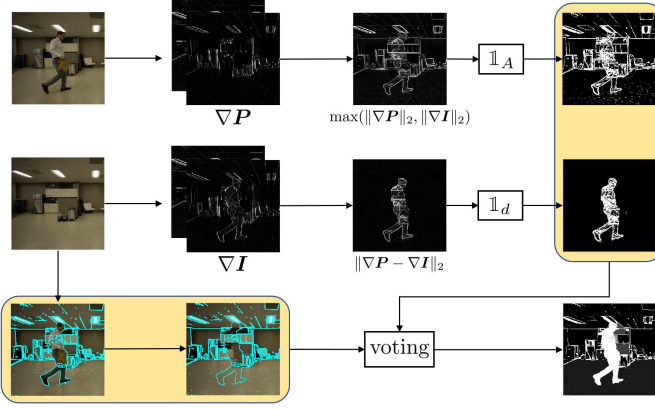 𝟙_A
∇P
max(‖∇P‖₂, ‖∇I‖₂)
𝟙_d
∇I
‖∇P − ∇I‖₂
voting